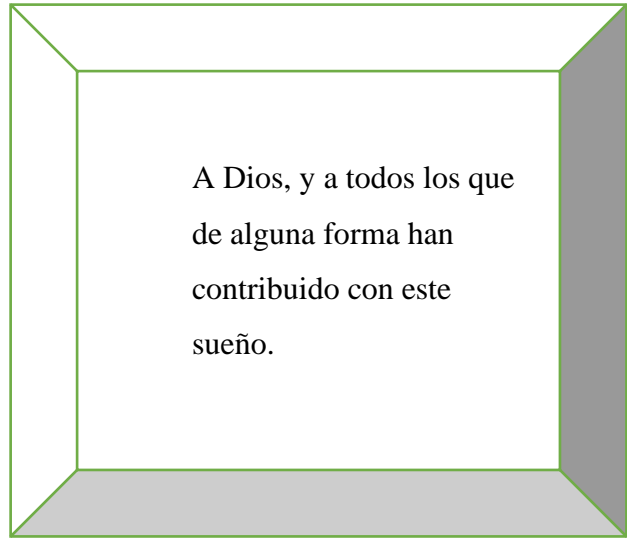 A Dios, y a todos los que
de alguna forma han
contribuido con este
sueño.